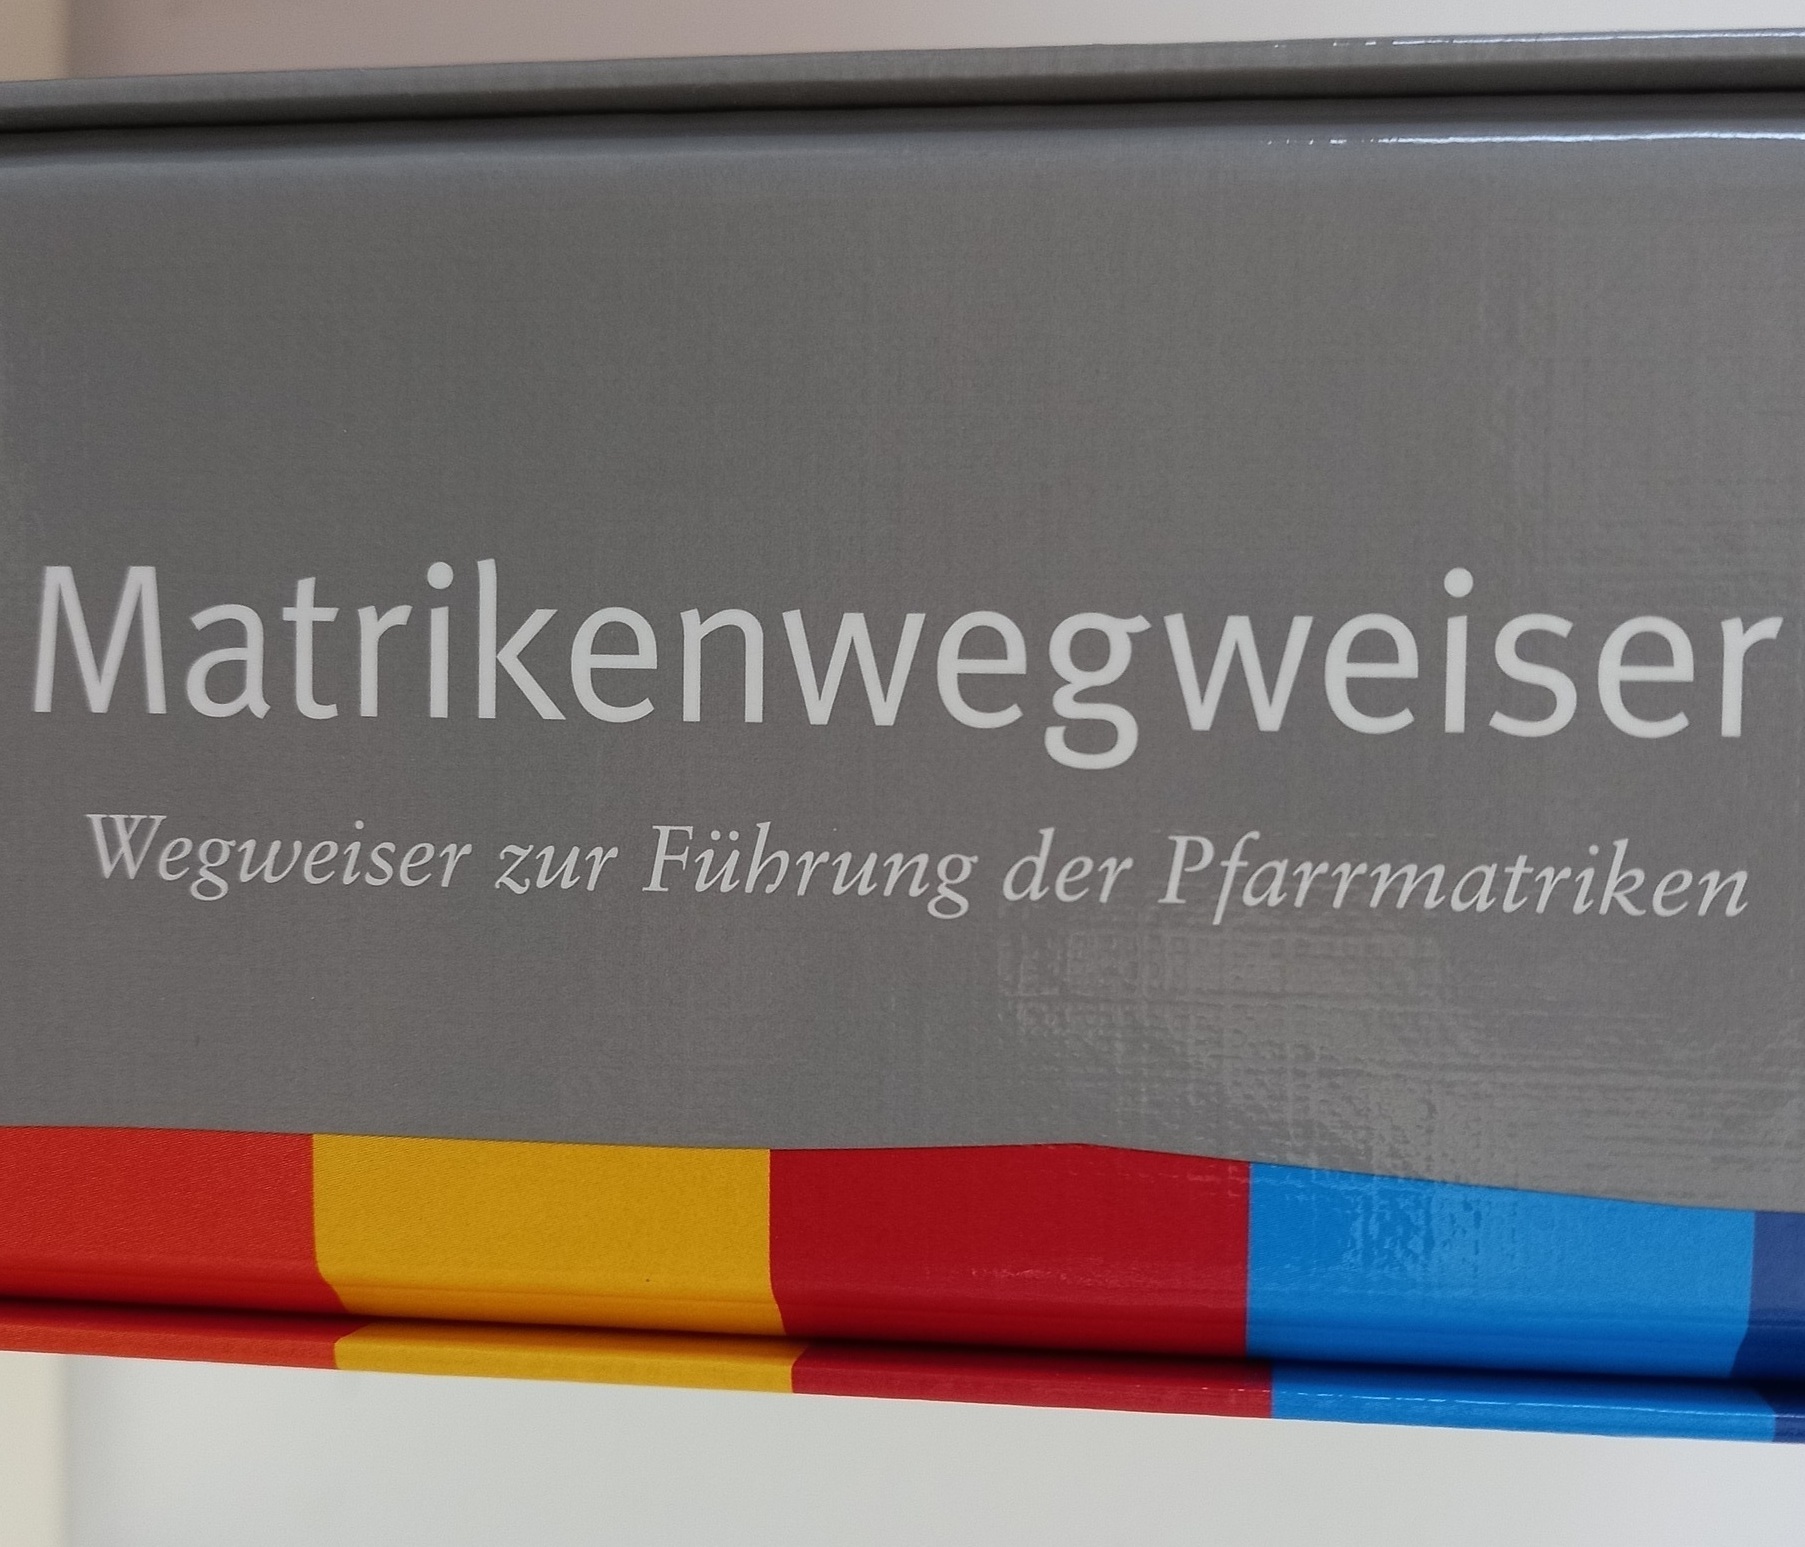 Matrikenwegweiser
Wegweiser zur Führung der Pfarrmatriken